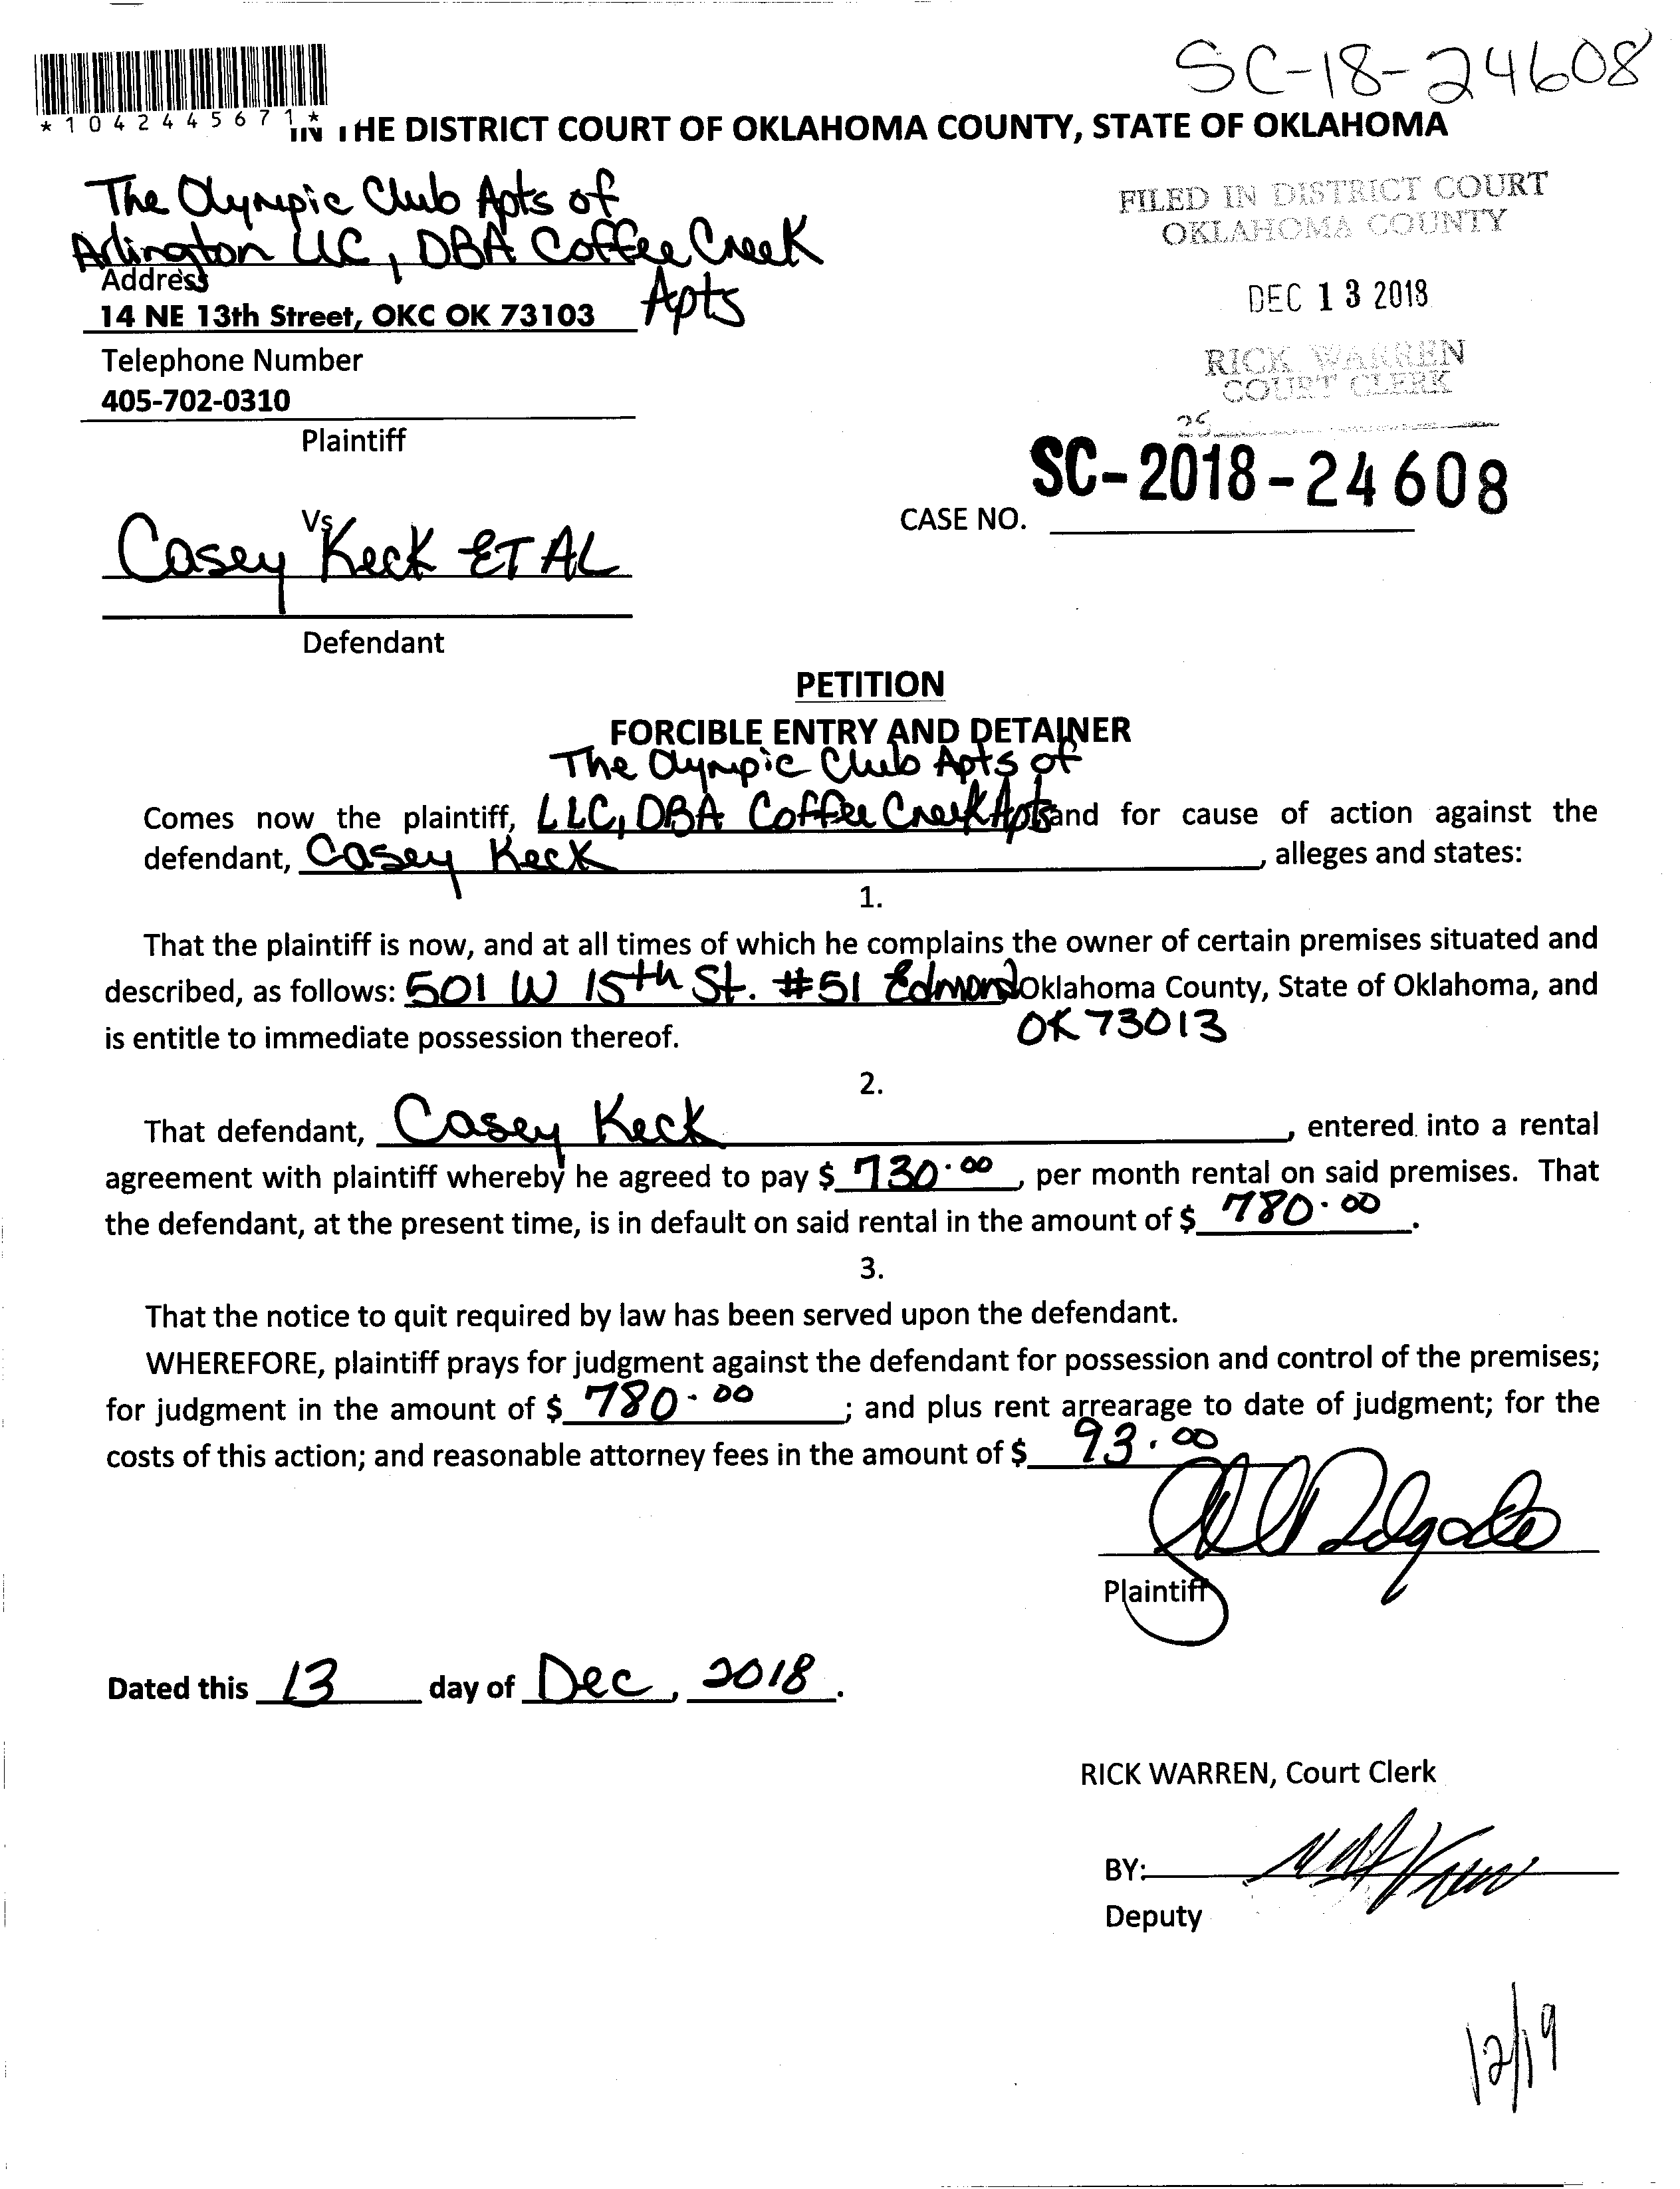 SC-18-24608
*1042445671*
IN THE DISTRICT COURT OF OKLAHOMA COUNTY, STATE OF OKLAHOMA
The Olympic Club Apts of
Arlington LLC, DBA Coffee Creek
Apts
Address
14 NE 13th Street, OKC OK 73103
Telephone Number
405-702-0310
Plaintiff
FILED IN DISTRICT COURT
OKLAHOMA COUNTY
DEC 13 2018
RICK WARREN
COURT CLERK
CASE NO. SC-2018-24608
Vs
Casey Keck ET AL
Defendant
PETITION
FORCIBLE ENTRY AND DETAINER
The Olympic Club Apts of
Comes now the plaintiff, LLC, DBA Coffee Creek Apts and for cause of action against the
defendant, Casey Keck, alleges and states:
1.
That the plaintiff is now, and at all times of which he complains the owner of certain premises situated and
described, as follows: 501 W 15th St. #51 Edmond Oklahoma County, State of Oklahoma, and
OK 73013
is entitle to immediate possession thereof.
2.
That defendant, Casey Keck, entered into a rental
agreement with plaintiff whereby he agreed to pay $ 730.00, per month rental on said premises. That
the defendant, at the present time, is in default on said rental in the amount of $ 780.00.
3.
That the notice to quit required by law has been served upon the defendant.
WHEREFORE, plaintiff prays for judgment against the defendant for possession and control of the premises;
for judgment in the amount of $ 780.00; and plus rent arrearage to date of judgment; for the
costs of this action; and reasonable attorney fees in the amount of $ 93.00
Plaintiff
Dated this 13 day of Dec, 2018.
RICK WARREN, Court Clerk
BY:
Deputy
12/19